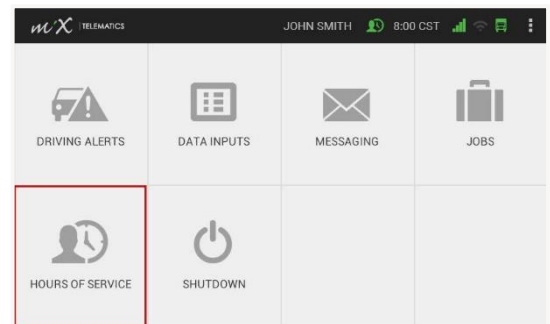 miX TELEMATICS JOHN SMITH 8:00 CST
DRIVING ALERTS DATA INPUTS MESSAGING JOBS
HOURS OF SERVICE SHUTDOWN